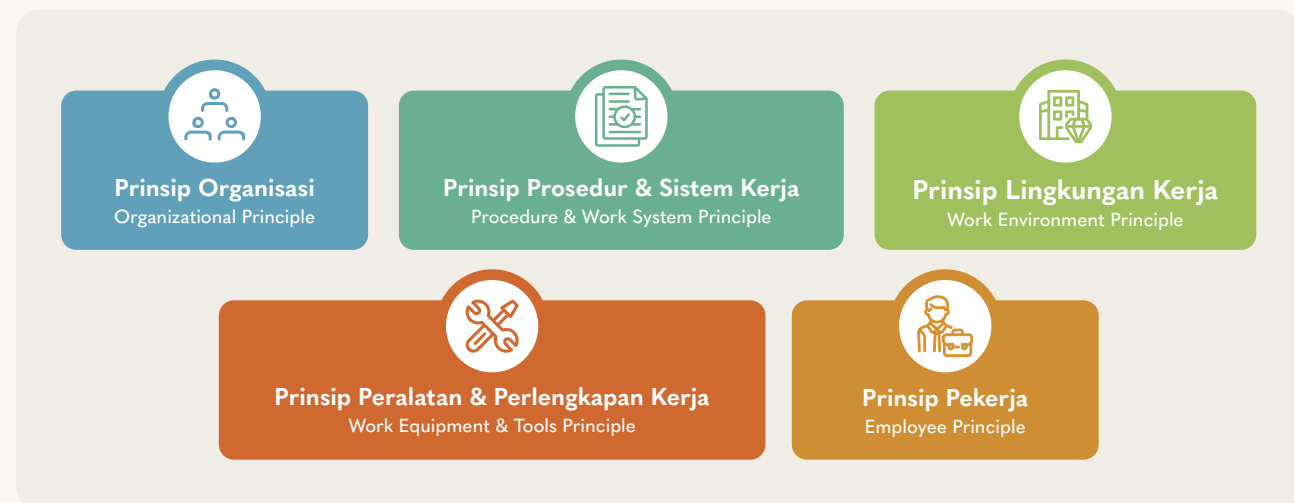 Prinsip Organisasi
Organizational Principle
Prinsip Prosedur & Sistem Kerja
Procedure & Work System Principle
Prinsip Lingkungan Kerja
Work Environment Principle
Prinsip Peralatan & Perlengkapan Kerja
Work Equipment & Tools Principle
Prinsip Pekerja
Employee Principle